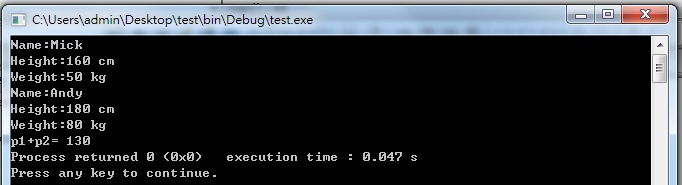 C:\Users\admin\Desktop\test\bin\Debug\test.exe
Name:Mick
Height:160 cm
Weight:50 kg
Name:Andy
Height:180 cm
Weight:80 kg
p1+p2= 130
Process returned 0 (0x0)   execution time : 0.047 s
Press any key to continue.